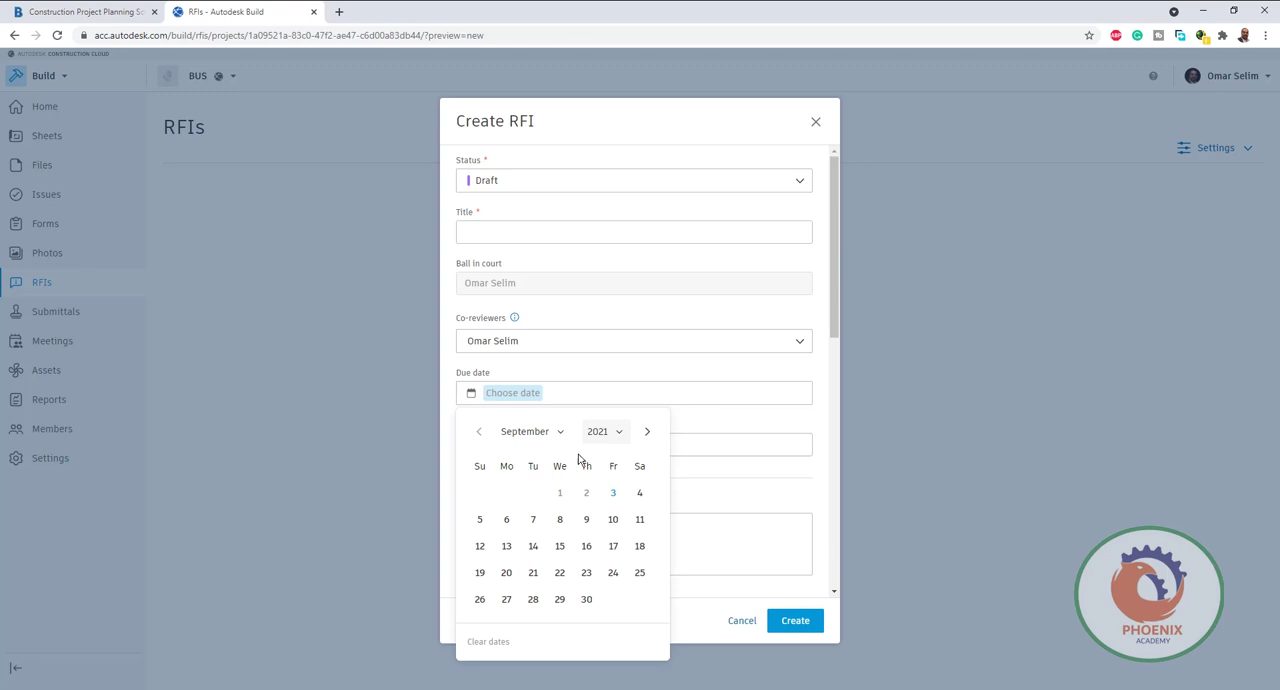 Construction Project Planning So
RFIs - Autodesk Build
acc.autodesk.com/build/rfis/projects/1a09521a-83c0-47f2-ae47-c6d00a83db44/?preview=new
AUTODESK CONSTRUCTION CLOUD
Build
BUS
Omar Selim
Home
Sheets
Files
Issues
Forms
Photos
RFIs
Submittals
Meetings
Assets
Reports
Members
Settings
RFIs
Settings
Create RFI
Status *
Draft
Title *
Ball in court
Omar Selim
Co-reviewers
Omar Selim
Due date
Choose date
September 2021
Su Mo Tu We Th Fr Sa
1 2 3 4
5 6 7 8 9 10 11
12 13 14 15 16 17 18
19 20 21 22 23 24 25
26 27 28 29 30
Clear dates
Cancel
Create
PHOENIX
ACADEMY